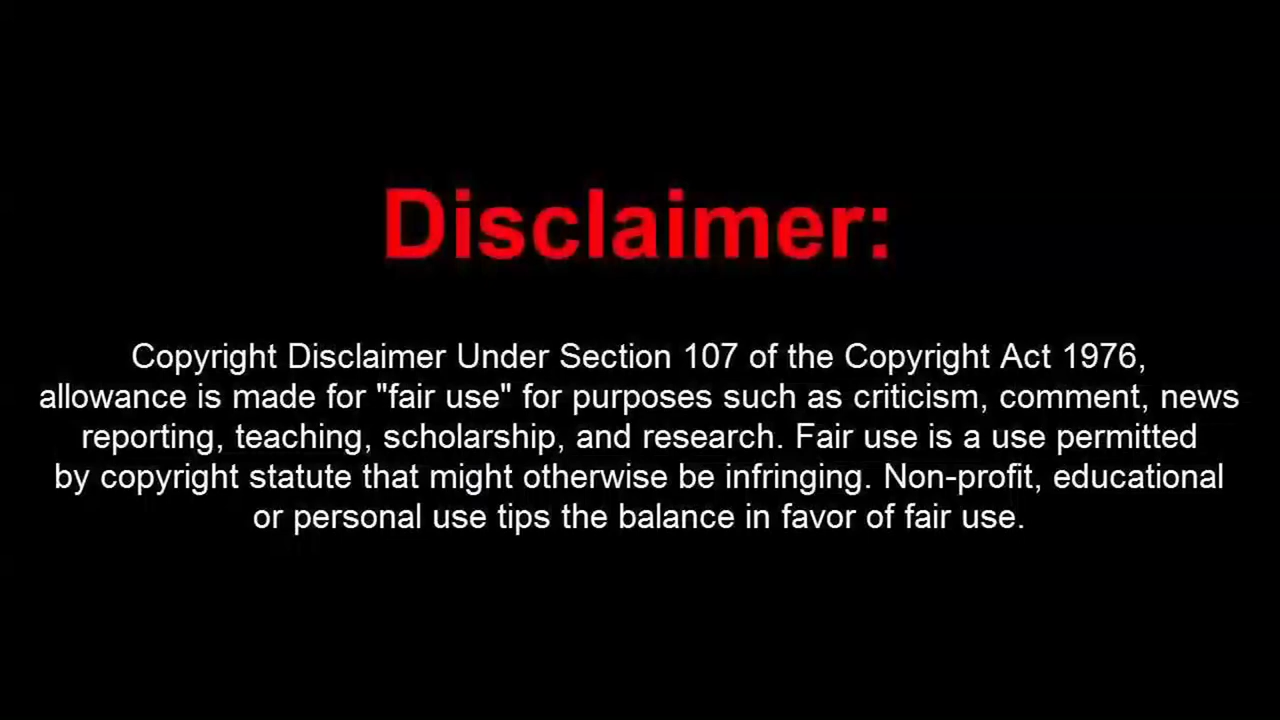 Disclaimer:
Copyright Disclaimer Under Section 107 of the Copyright Act 1976,
allowance is made for "fair use" for purposes such as criticism, comment, news
reporting, teaching, scholarship, and research. Fair use is a use permitted
by copyright statute that might otherwise be infringing. Non-profit, educational
or personal use tips the balance in favor of fair use.